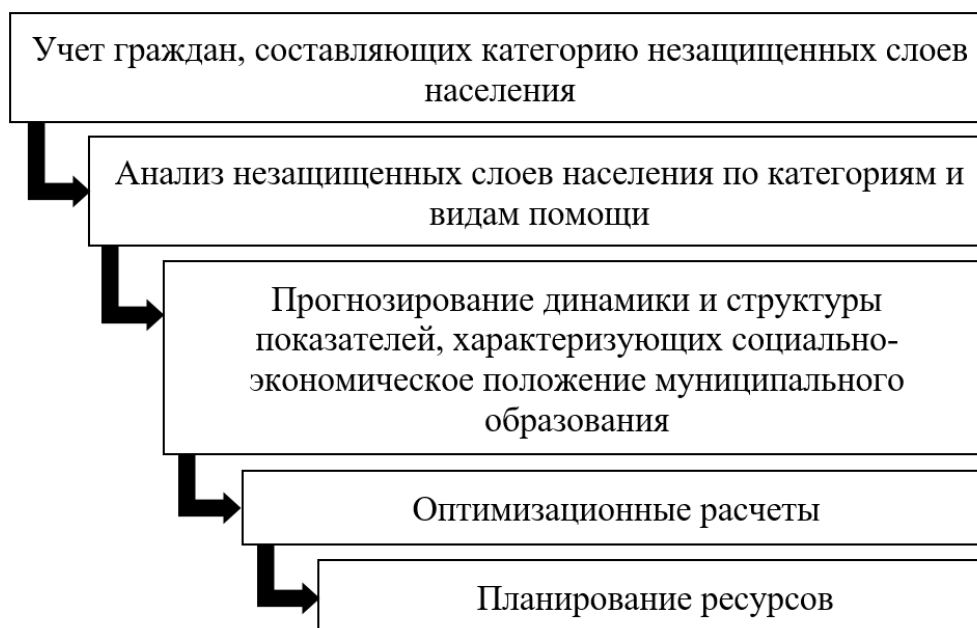 Учет граждан, составляющих категорию незащищенных слоев
населения
Анализ незащищенных слоев населения по категориям и
видам помощи
Прогнозирование динамики и структуры
показателей, характеризующих социально-
экономическое положение муниципального
образования
Оптимизационные расчеты
Планирование ресурсов